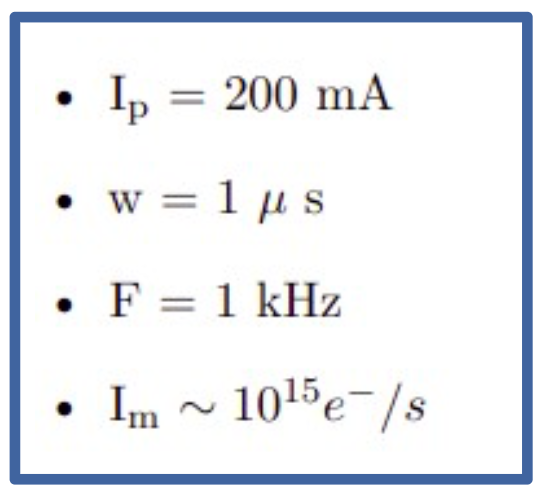 • I_p = 200 mA
• w = 1 μ s
• F = 1 kHz
• I_m ∼ 10^15 e^−/s